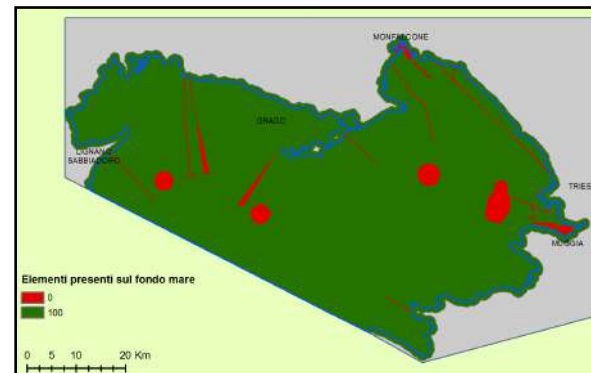 MONFALCONE
GRADO
LIGNANO
SABBIADORO
TRIES
MUGGIA
Elementi presenti sul fondo mare
0
100
0 5 10 20 Km